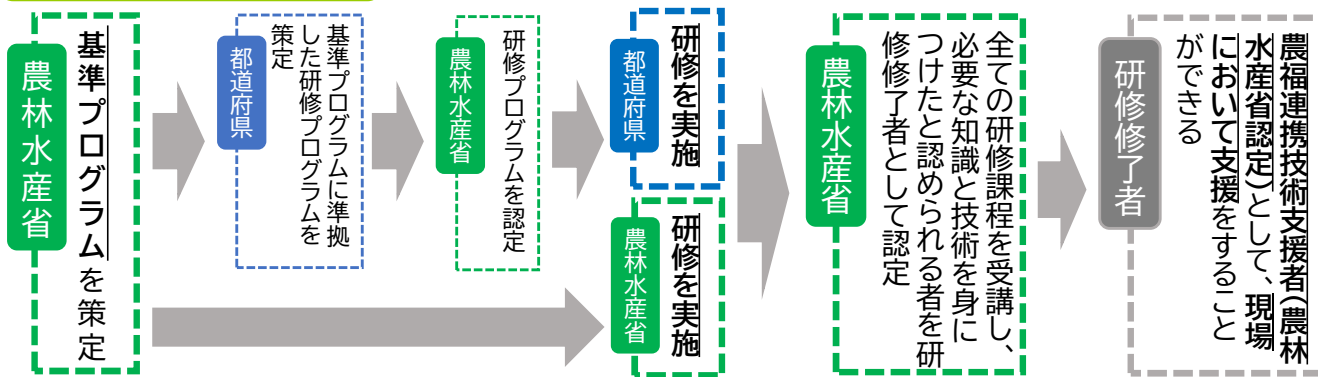 農林水産省
基準プログラムを策定
都道府県
基準プログラムに準拠
した研修プログラムを
策定
農林水産省
研修プログラムを認定
都道府県
研修を実施
農林水産省
研修を実施
農林水産省
全ての研修課程を受講し、
必要な知識と技術を身に
つけたと認められる者を研
修修了者として認定
研修修了者
農福連携技術支援者(農林
水産省認定)として、現場
において支援をすること
ができる